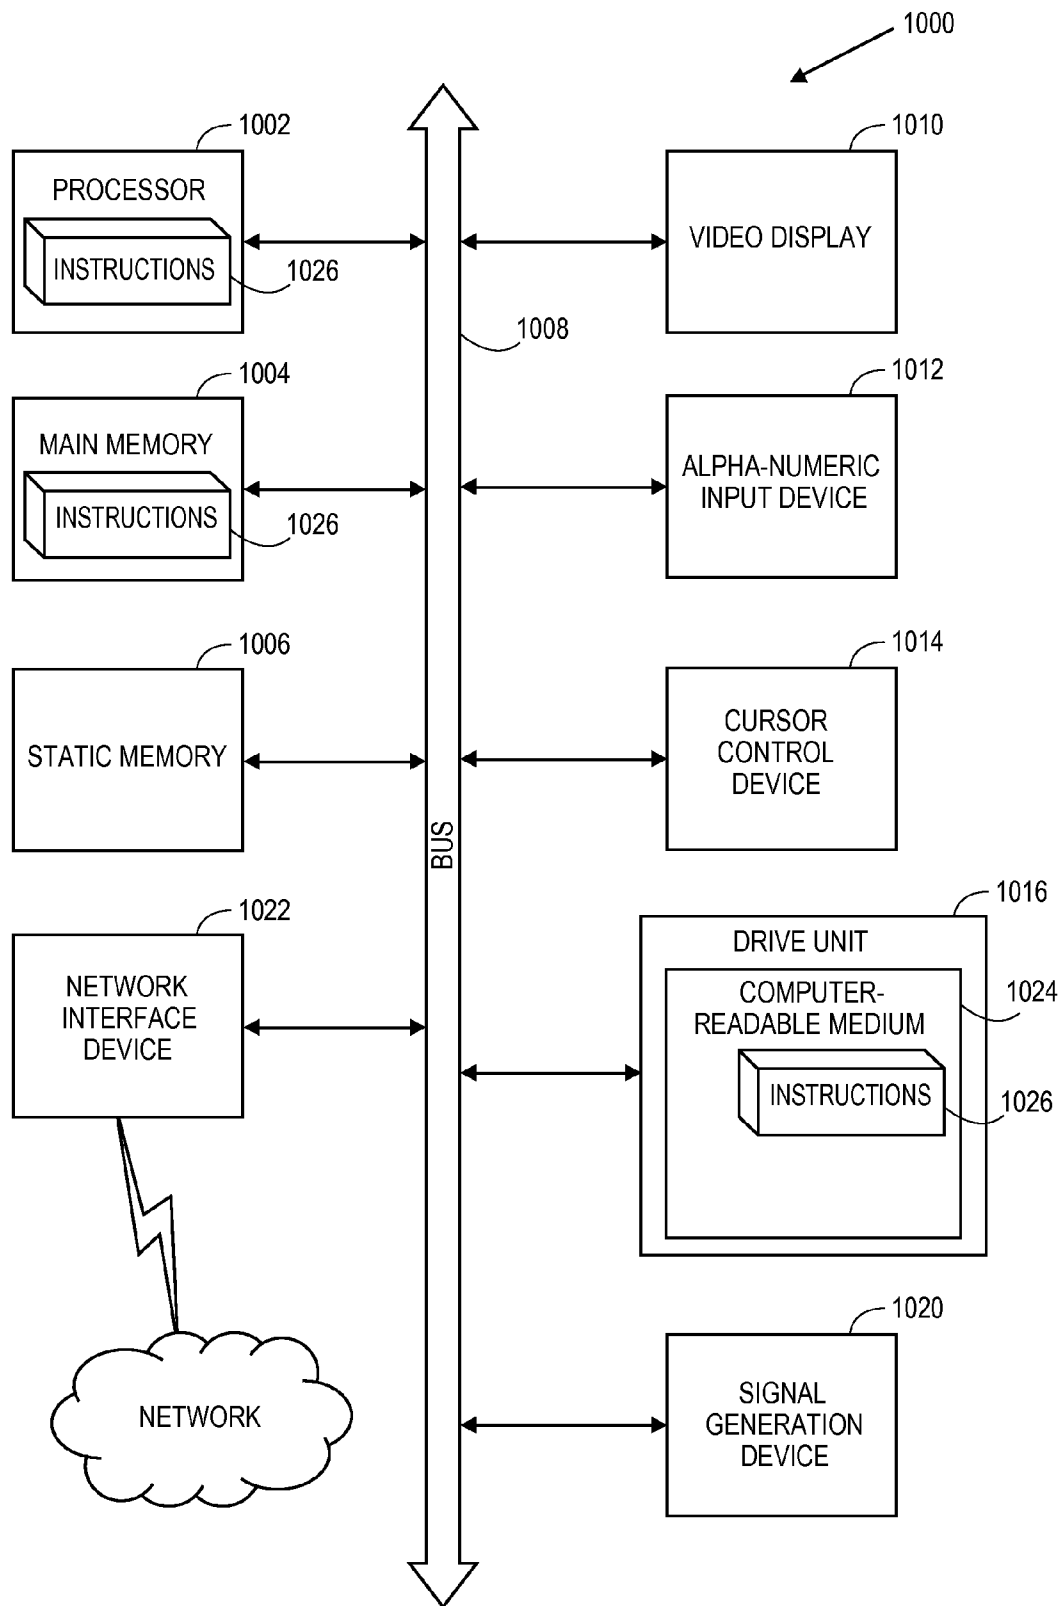 1000
1002
PROCESSOR
INSTRUCTIONS
1026
1010
VIDEO DISPLAY
1008
1004
MAIN MEMORY
INSTRUCTIONS
1026
1012
ALPHA-NUMERIC
INPUT DEVICE
1006
STATIC MEMORY
1014
CURSOR
CONTROL
DEVICE
BUS
1022
NETWORK
INTERFACE
DEVICE
1016
DRIVE UNIT
1024
COMPUTER-
READABLE MEDIUM
INSTRUCTIONS
1026
NETWORK
1020
SIGNAL
GENERATION
DEVICE